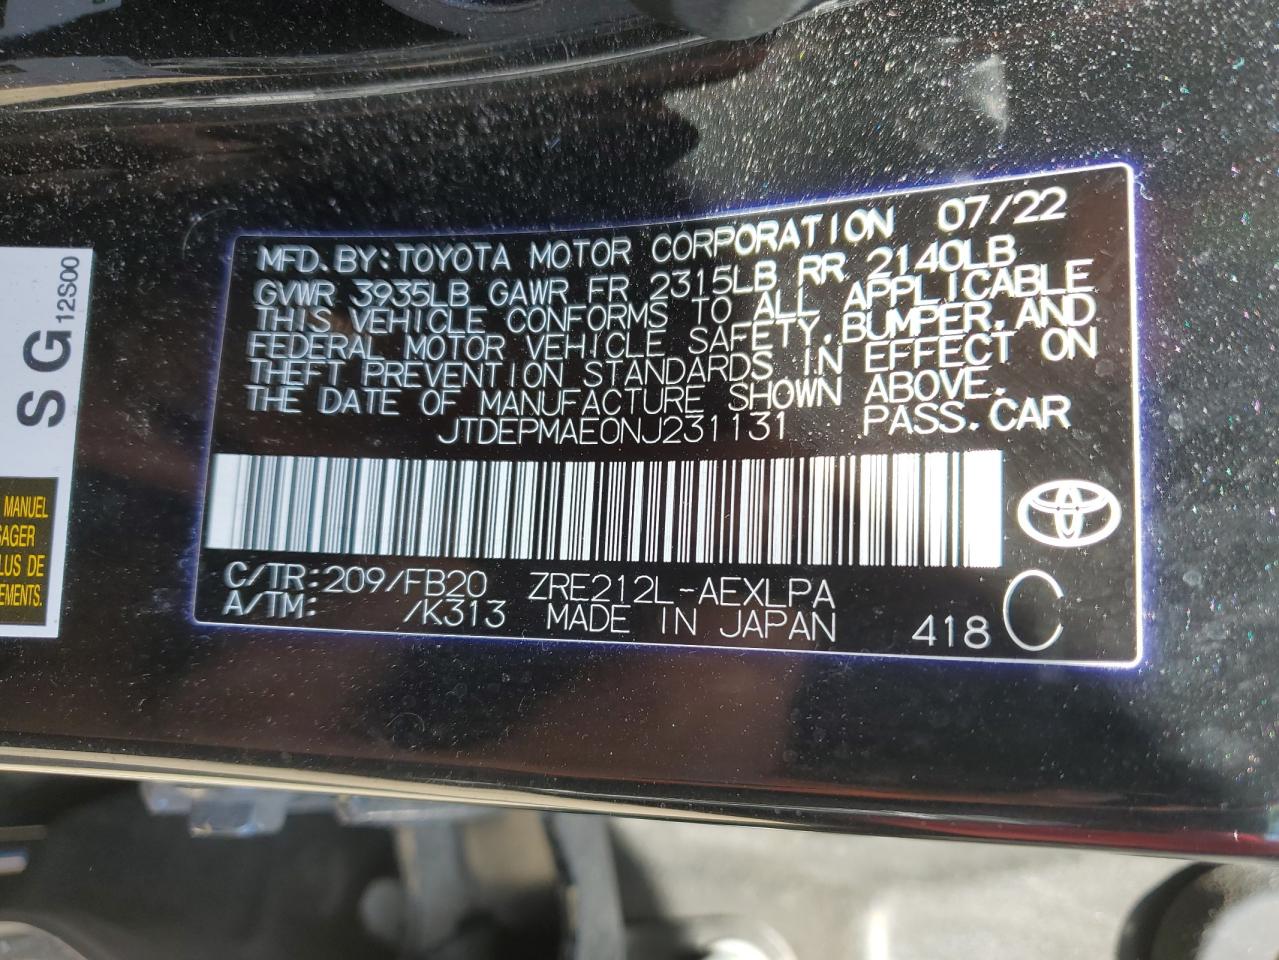 MFD. BY: TOYOTA MOTOR CORPORATION 07/22
GVWR 3935LB GAWR FR 2315LB RR 2140LB
THIS VEHICLE CONFORMS TO ALL APPLICABLE
FEDERAL MOTOR VEHICLE SAFETY, BUMPER, AND
THEFT PREVENTION STANDARDS IN EFFECT ON
THE DATE OF MANUFACTURE SHOWN ABOVE.
JTDEPMAE0NJ231131 PASS. CAR
C/TR: 209/FB20 ZRE212L-AEXLPA
A/TM: /K313 MADE IN JAPAN 418 C
SG12S00
MANUEL
SAGER
LUS DE
EMENTS.